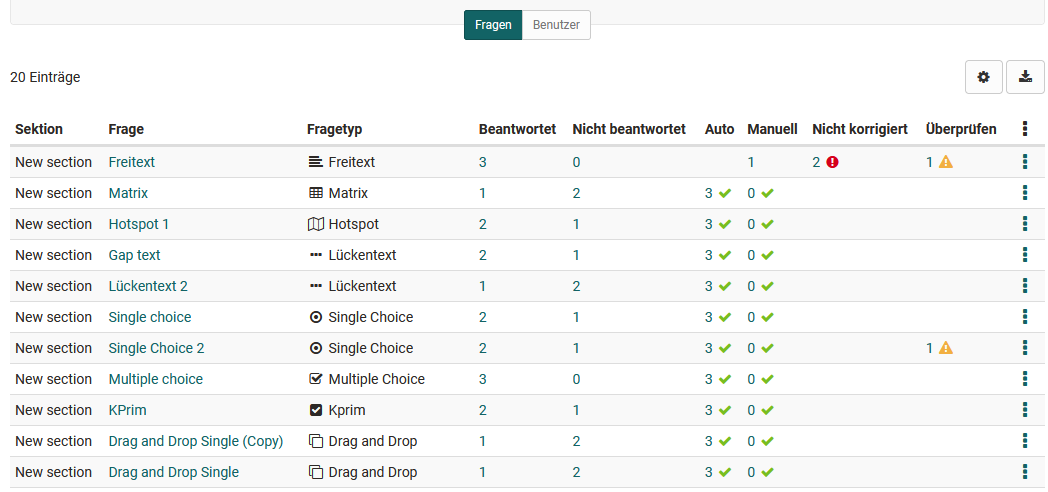 Fragen Benutzer
20 Einträge
Sektion Frage Fragetyp Beantwortet Nicht beantwortet Auto Manuell Nicht korrigiert Überprüfen
New section Freitext Freitext 3 0 1 2 1
New section Matrix Matrix 1 2 3 0
New section Hotspot 1 Hotspot 2 1 3 0
New section Gap text Lückentext 2 1 3 0
New section Lückentext 2 Lückentext 1 2 3 0
New section Single choice Single Choice 2 1 3 0
New section Single Choice 2 Single Choice 2 1 3 0 1
New section Multiple choice Multiple Choice 3 0 3 0
New section KPrim Kprim 2 1 3 0
New section Drag and Drop Single (Copy) Drag and Drop 1 2 3 0
New section Drag and Drop Single Drag and Drop 1 2 3 0